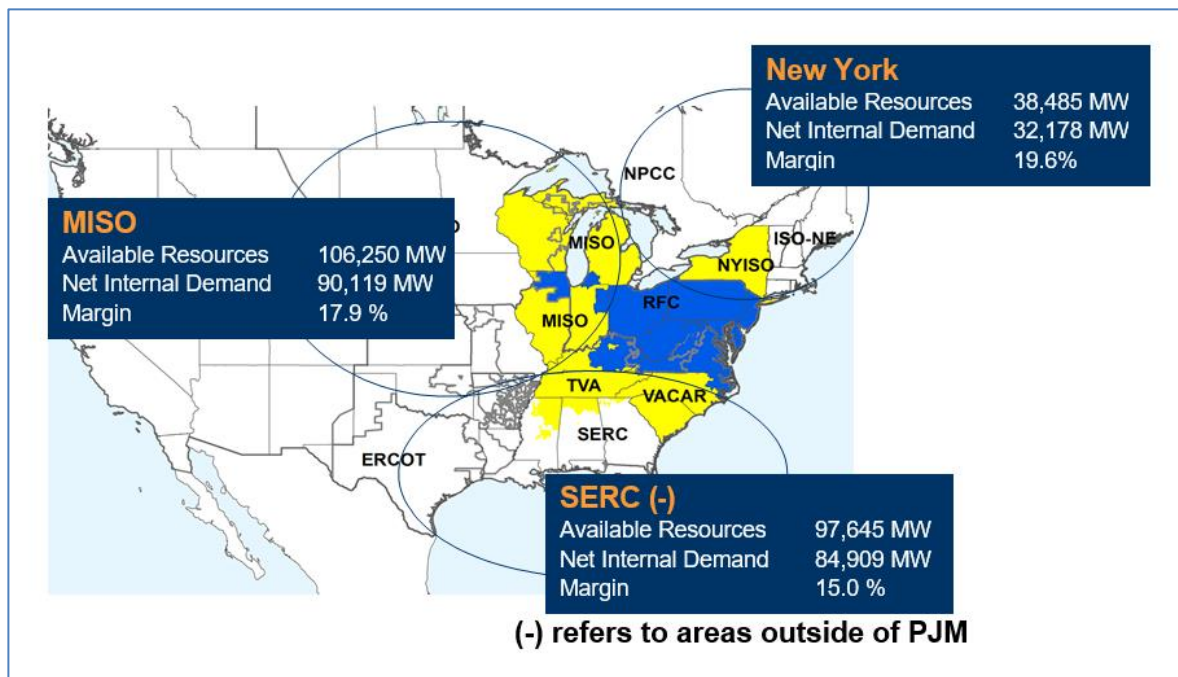 New York
Available Resources 38,485 MW
Net Internal Demand 32,178 MW
Margin 19.6%
NPCC
MISO
Available Resources 106,250 MW
Net Internal Demand 90,119 MW
Margin 17.9 %
MISO
ISO-NE
NYISO
RFC
MISO
TVA
VACAR
SERC
ERCOT
SERC (-)
Available Resources 97,645 MW
Net Internal Demand 84,909 MW
Margin 15.0 %
(-) refers to areas outside of PJM